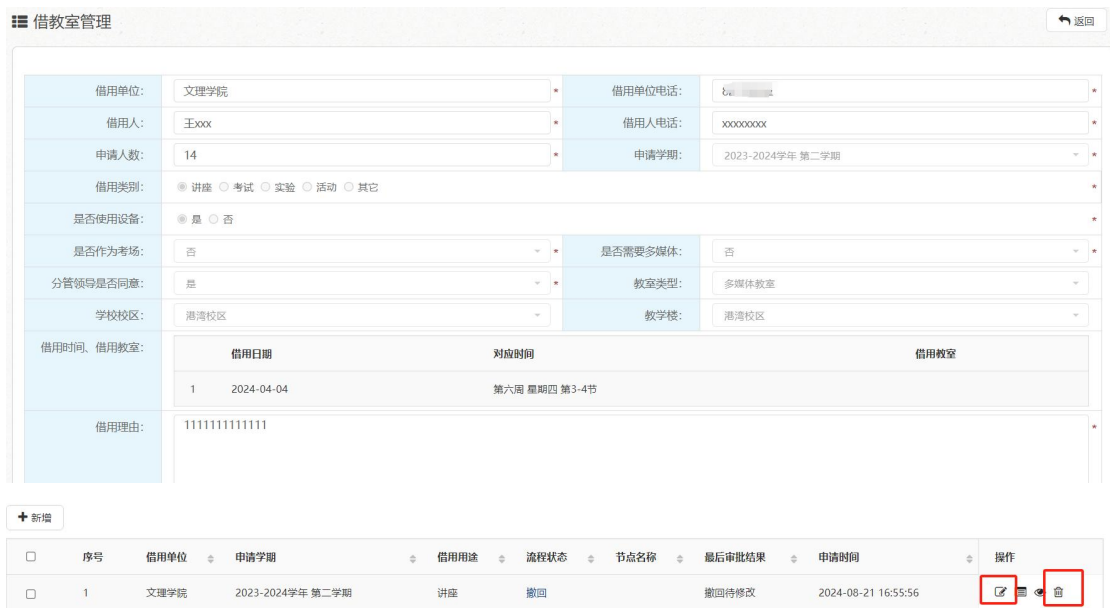 借教室管理 返回
借用单位: 文理学院 * 借用单位电话: *
借用人: 王xxx * 借用人电话: xxxxxxxx *
申请人数: 14 * 申请学期: 2023-2024学年 第二学期 *
借用类别: 讲座 考试 实验 活动 其它 *
是否使用设备: 是 否 *
是否作为考场: 否 * 是否需要多媒体: 否 *
分管领导是否同意: 是 * 教室类型: 多媒体教室
学校校区: 港湾校区 教学楼: 港湾校区
借用时间、借用教室: 借用日期 对应时间 借用教室
1 2024-04-04 第六周 星期四 第3-4节
借用理由: 1111111111111 *
新增
序号 借用单位 申请学期 借用用途 流程状态 节点名称 最后审批结果 申请时间 操作
1 文理学院 2023-2024学年 第二学期 讲座 撤回 撤回待修改 2024-08-21 16:55:56